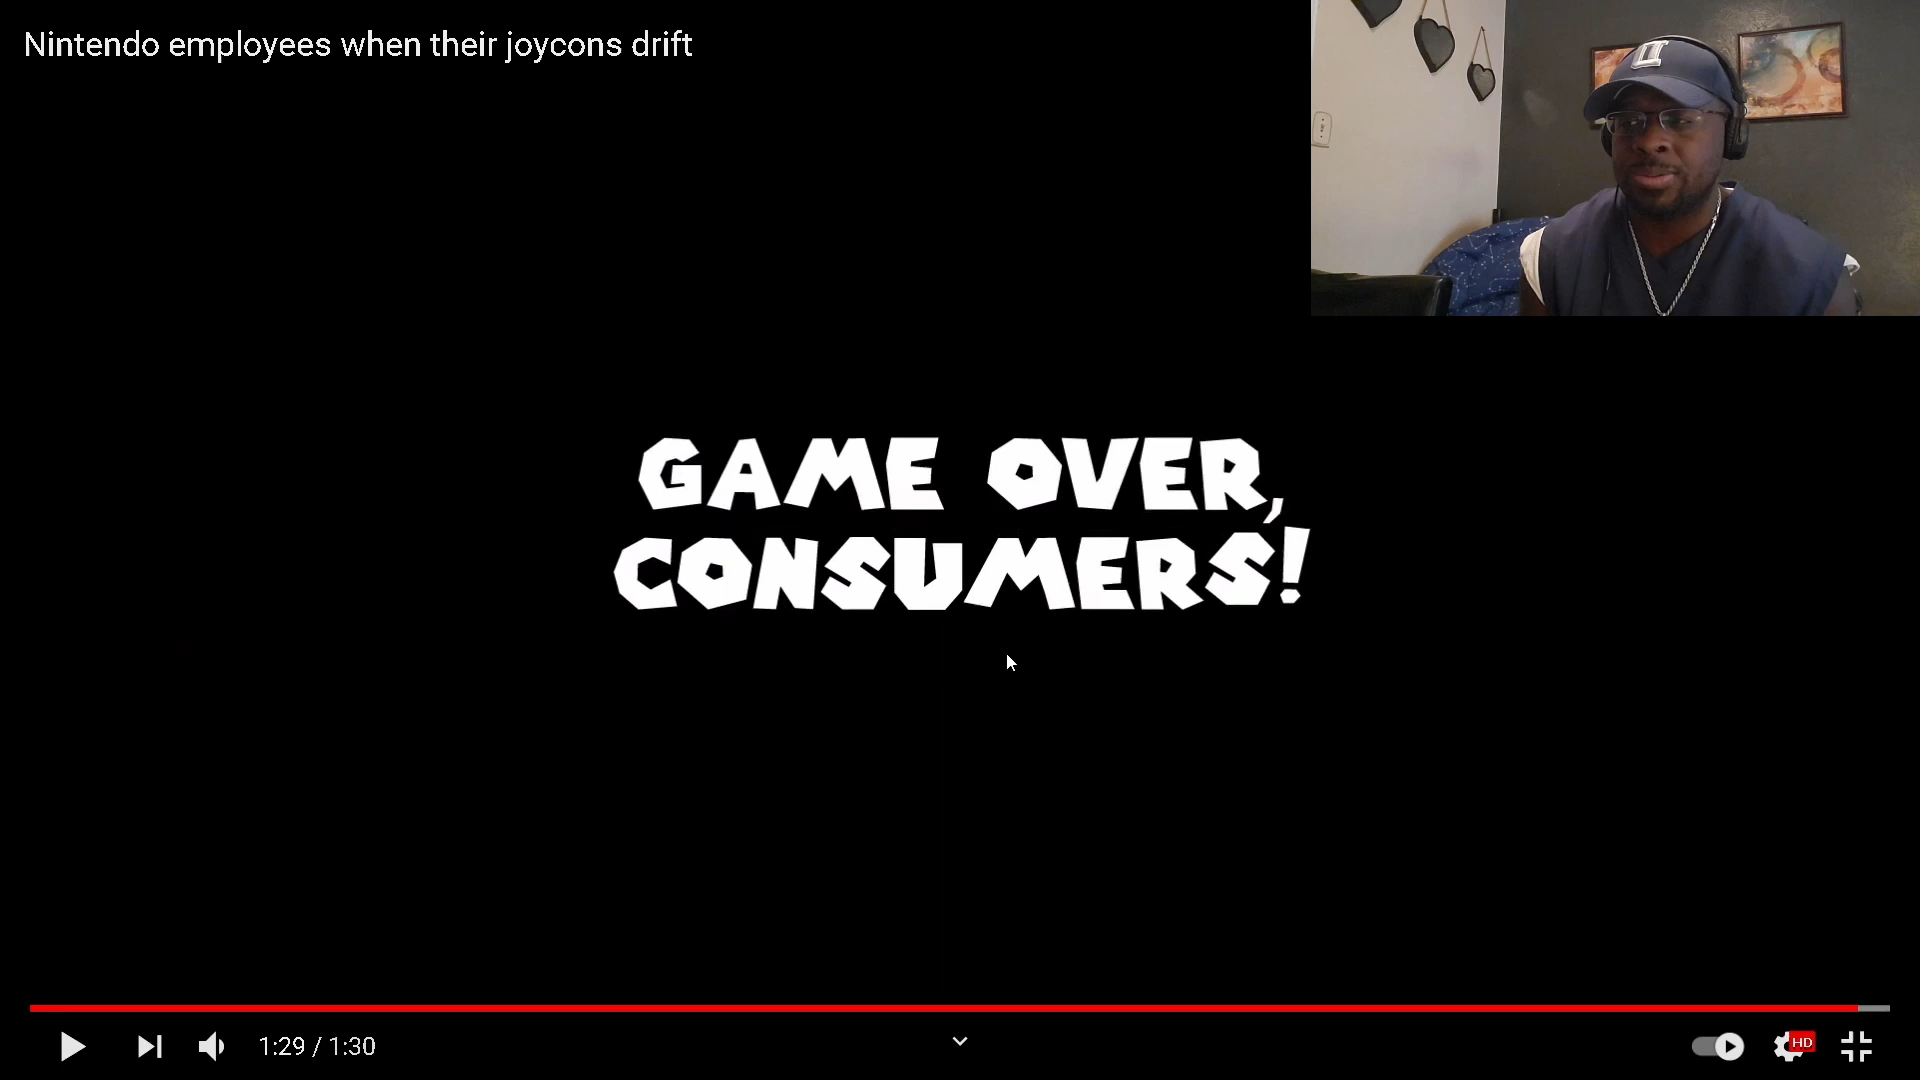 Nintendo employees when their joycons drift
GAME OVER,
CONSUMERS!
1:29 / 1:30
HD